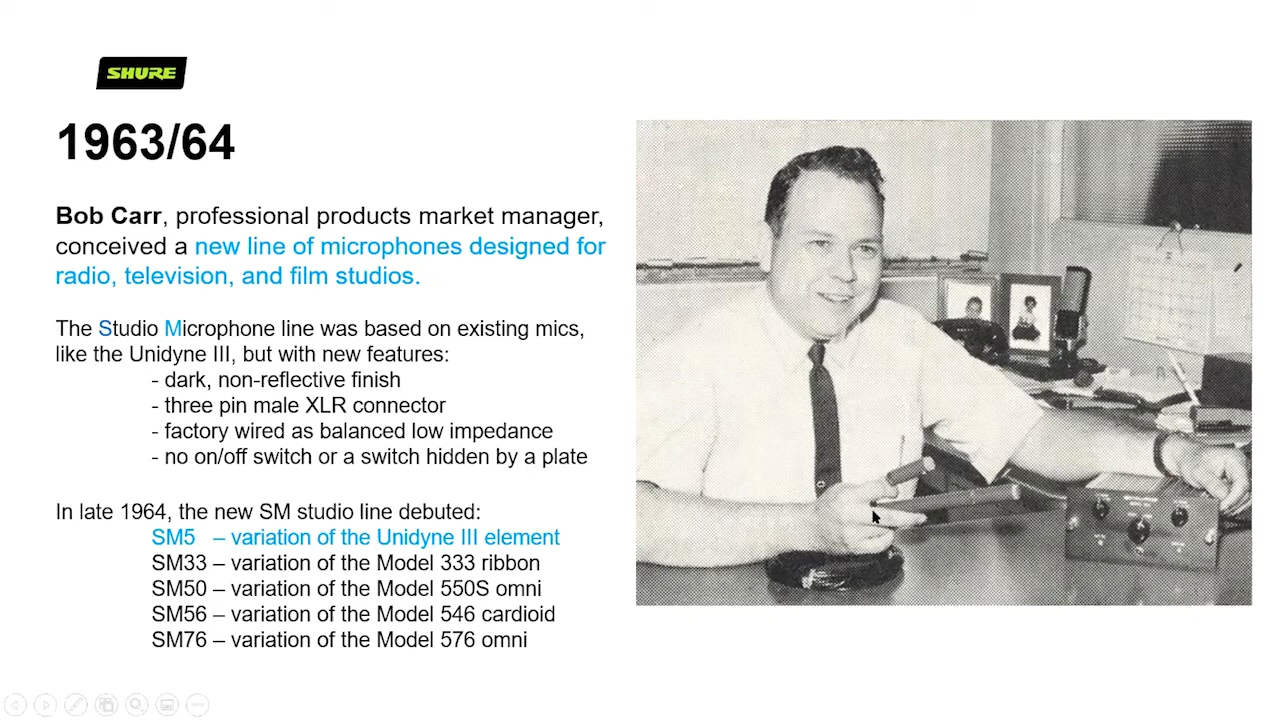 SHURE
1963/64
Bob Carr, professional products market manager,
conceived a new line of microphones designed for
radio, television, and film studios.
The Studio Microphone line was based on existing mics,
like the Unidyne III, but with new features:
- dark, non-reflective finish
- three pin male XLR connector
- factory wired as balanced low impedance
- no on/off switch or a switch hidden by a plate
In late 1964, the new SM studio line debuted:
SM5 – variation of the Unidyne III element
SM33 – variation of the Model 333 ribbon
SM50 – variation of the Model 550S omni
SM56 – variation of the Model 546 cardioid
SM76 – variation of the Model 576 omni